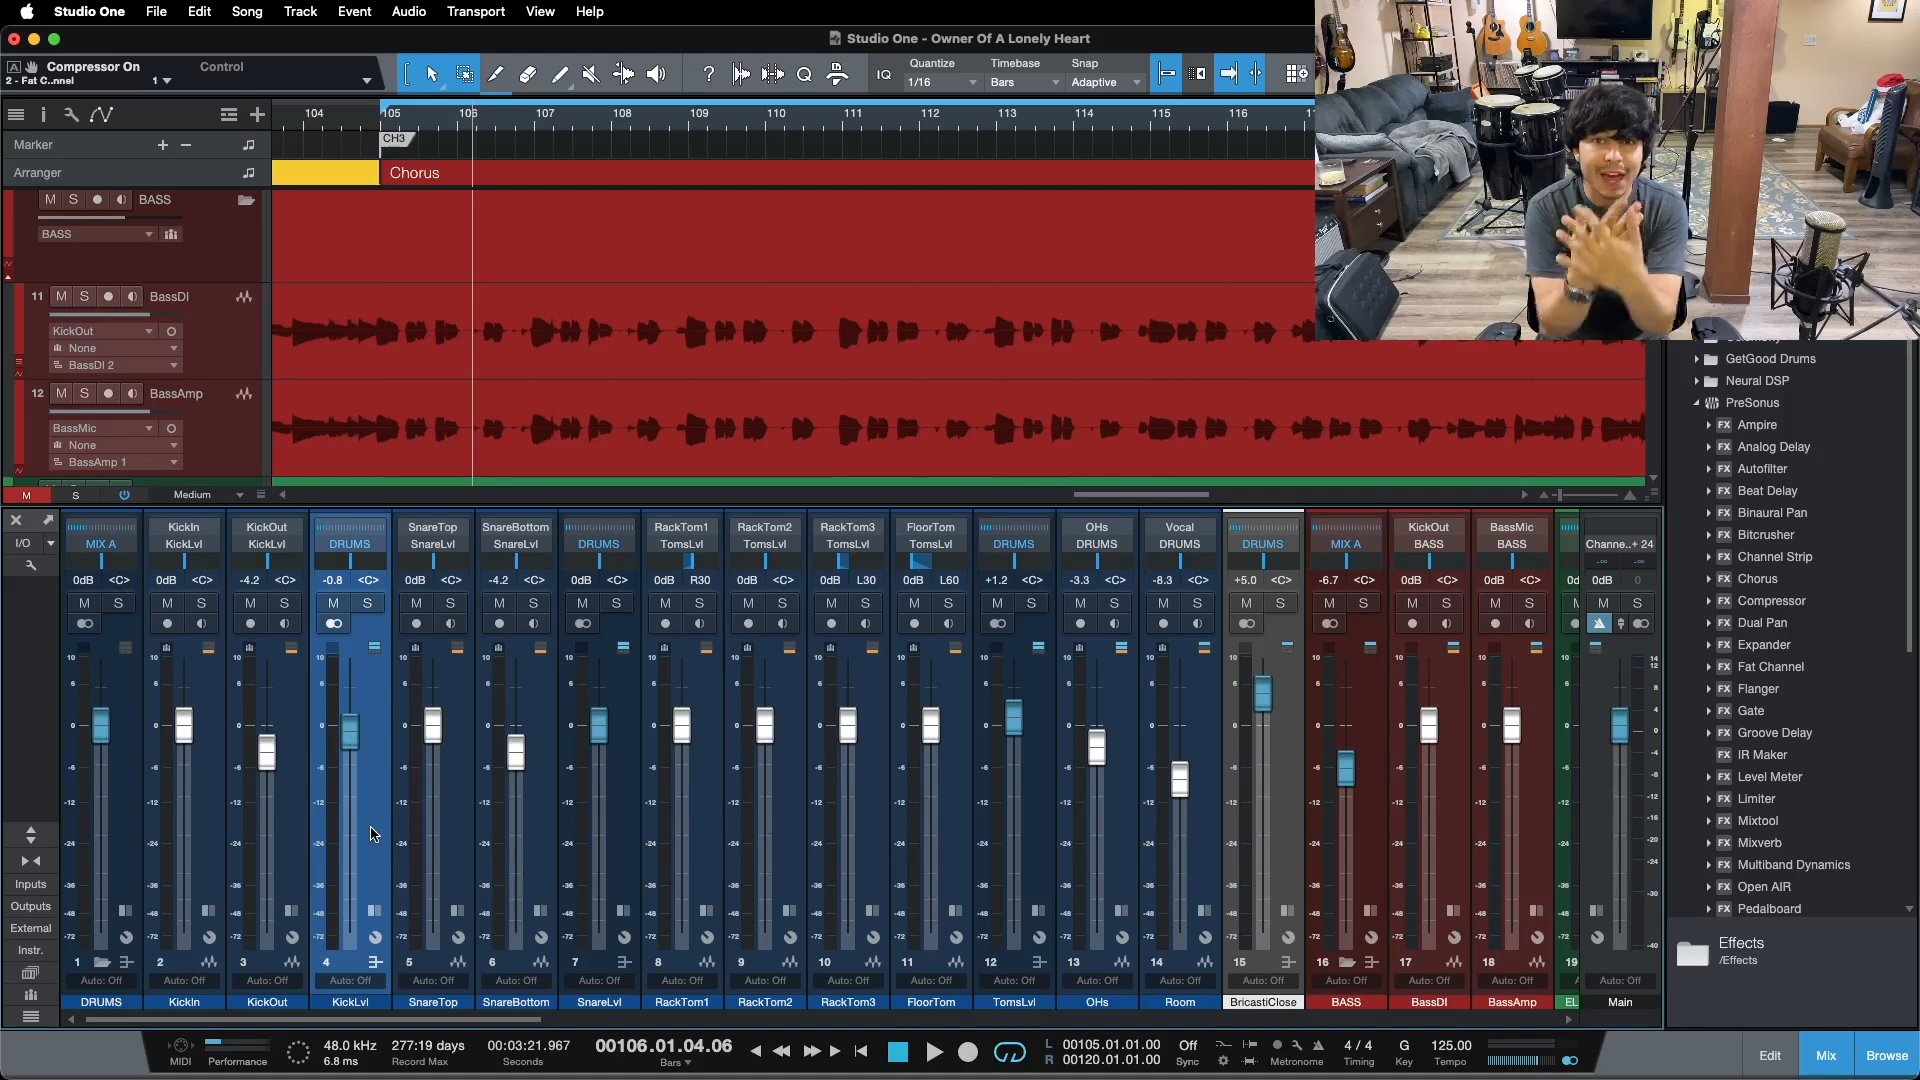 Studio One File Edit Song Track Event Audio Transport View Help
Studio One - Owner Of A Lonely Heart
Compressor On
2 - Fat C..nnel 1
Control
Quantize 1/16
Timebase Bars
Snap Adaptive
IQ
104 105 106 107 108 109 110 111 112 113 114 115 116
CH3
Marker
Arranger
Chorus
M S BASS
BASS
11 M S BassDI
KickOut
None
BassDI 2
12 M S BassAmp
BassMic
None
BassAmp 1
M S Medium
GetGood Drums
Neural DSP
PreSonus
FX Ampire
FX Analog Delay
FX Autofilter
FX Beat Delay
FX Binaural Pan
FX Bitcrusher
FX Channel Strip
FX Chorus
FX Compressor
FX Dual Pan
FX Expander
FX Fat Channel
FX Flanger
FX Gate
FX Groove Delay
FX IR Maker
FX Level Meter
FX Limiter
FX Mixtool
FX Mixverb
FX Multiband Dynamics
FX Open AIR
FX Pedalboard
Effects
/Effects
I/O
KickIn KickOut SnareTop SnareBottom RackTom1 RackTom2 RackTom3 FloorTom OHs Vocal KickOut BassMic
MIX A KickLvl KickLvl DRUMS SnareLvl SnareLvl DRUMS TomsLvl TomsLvl TomsLvl TomsLvl DRUMS DRUMS DRUMS DRUMS MIX A BASS BASS Channe..+ 24
0dB <C> 0dB <C> -4.2 <C> -0.8 <C> 0dB <C> -4.2 <C> 0dB <C> 0dB R30 0dB <C> 0dB L30 0dB L60 +1.2 <C> -3.3 <C> -8.3 <C> +5.0 <C> -6.7 <C> 0dB <C> 0dB <C> 0d 0dB 0
Inputs
Outputs
External
Instr.
1 2 3 4 5 6 7 8 9 10 11 12 13 14 15 16 17 18 19
Auto: Off Auto: Off Auto: Off Auto: Off Auto: Off Auto: Off Auto: Off Auto: Off Auto: Off Auto: Off Auto: Off Auto: Off Auto: Off Auto: Off Auto: Off Auto: Off Auto: Off Auto: Off Auto: Off
DRUMS KickIn KickOut KickLvl SnareTop SnareBottom SnareLvl RackTom1 RackTom2 RackTom3 FloorTom TomsLvl OHs Room BricastiClose BASS BassDI BassAmp EL Main
MIDI
Performance
48.0 kHz
6.8 ms
277:19 days
Record Max
00:03:21.967
Seconds
00106.01.04.06
Bars
L 00105.01.01.00
R 00120.01.01.00
Off
Sync
Metronome
4 / 4
Timing
G
Key
125.00
Tempo
Edit Mix Browse